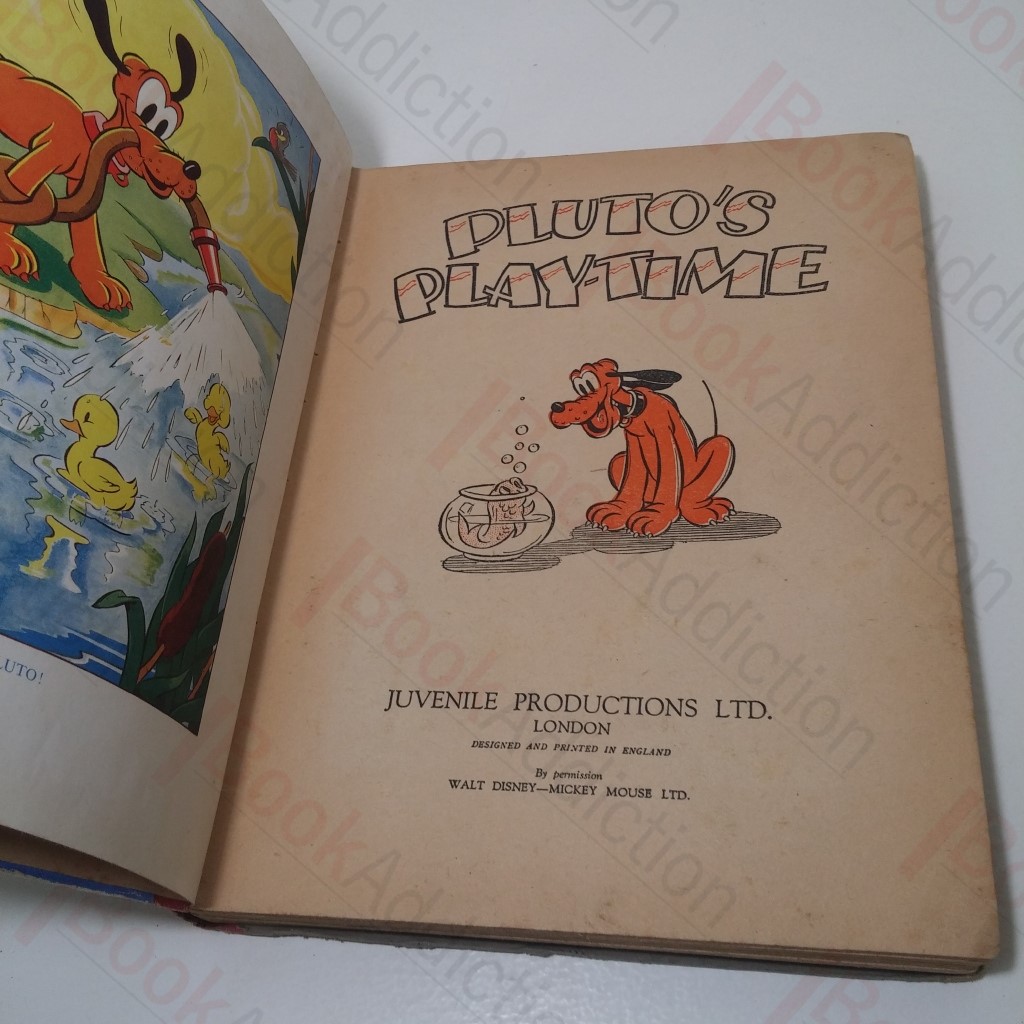 LUTO!
PLUTO'S
PLAY-TIME
JUVENILE PRODUCTIONS LTD.
LONDON
DESIGNED AND PRINTED IN ENGLAND
By permission
WALT DISNEY—MICKEY MOUSE LTD.
BookAddiction